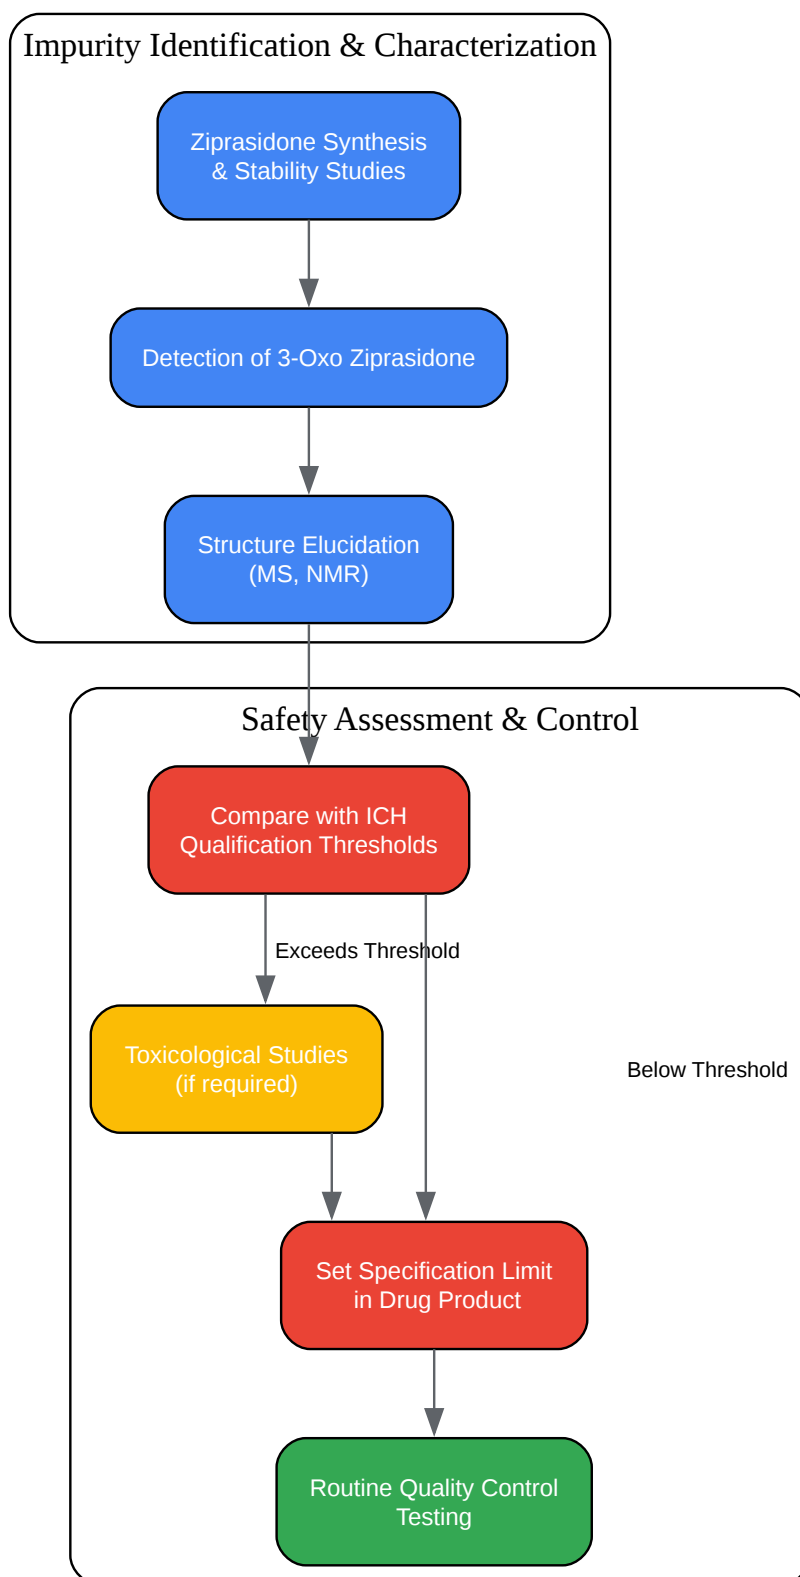 Impurity Identification & Characterization
Ziprasidone Synthesis
& Stability Studies
Detection of 3-Oxo Ziprasidone
Structure Elucidation
(MS, NMR)
Safety Assessment & Control
Compare with ICH
Qualification Thresholds
Exceeds Threshold
Toxicological Studies
(if required)
Below Threshold
Set Specification Limit
in Drug Product
Routine Quality Control
Testing